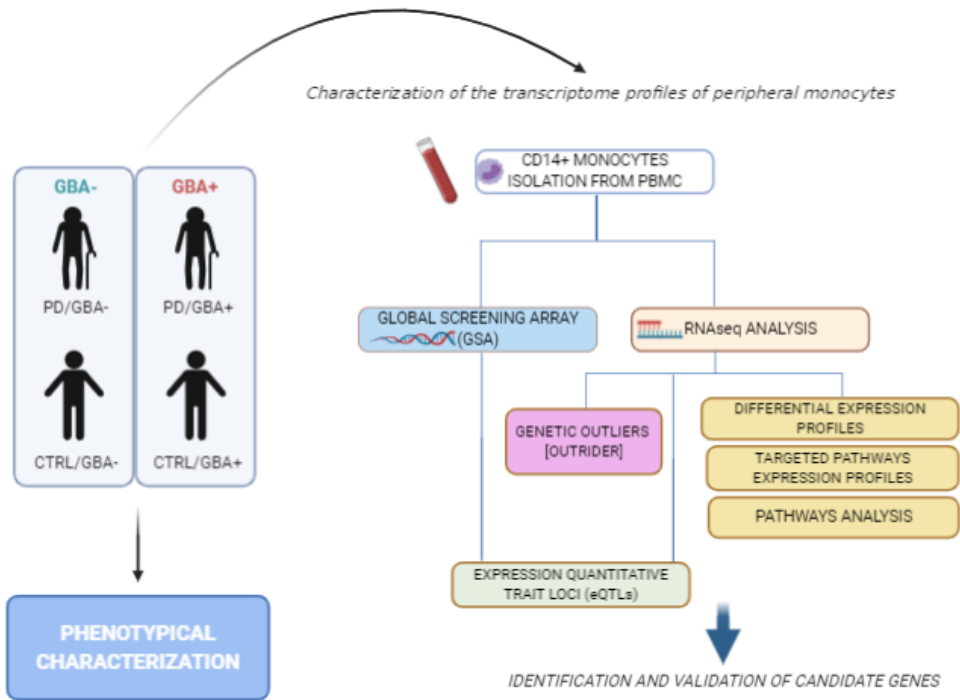 Characterization of the transcriptome profiles of peripheral monocytes
GBA-
GBA+
PD/GBA-
PD/GBA+
CTRL/GBA-
CTRL/GBA+
PHENOTYPICAL
CHARACTERIZATION
CD14+ MONOCYTES
ISOLATION FROM PBMC
GLOBAL SCREENING ARRAY
(GSA)
RNAseq ANALYSIS
GENETIC OUTLIERS
[OUTRIDER]
DIFFERENTIAL EXPRESSION
PROFILES
TARGETED PATHWAYS
EXPRESSION PROFILES
PATHWAYS ANALYSIS
EXPRESSION QUANTITATIVE
TRAIT LOCI (eQTLs)
IDENTIFICATION AND VALIDATION OF CANDIDATE GENES